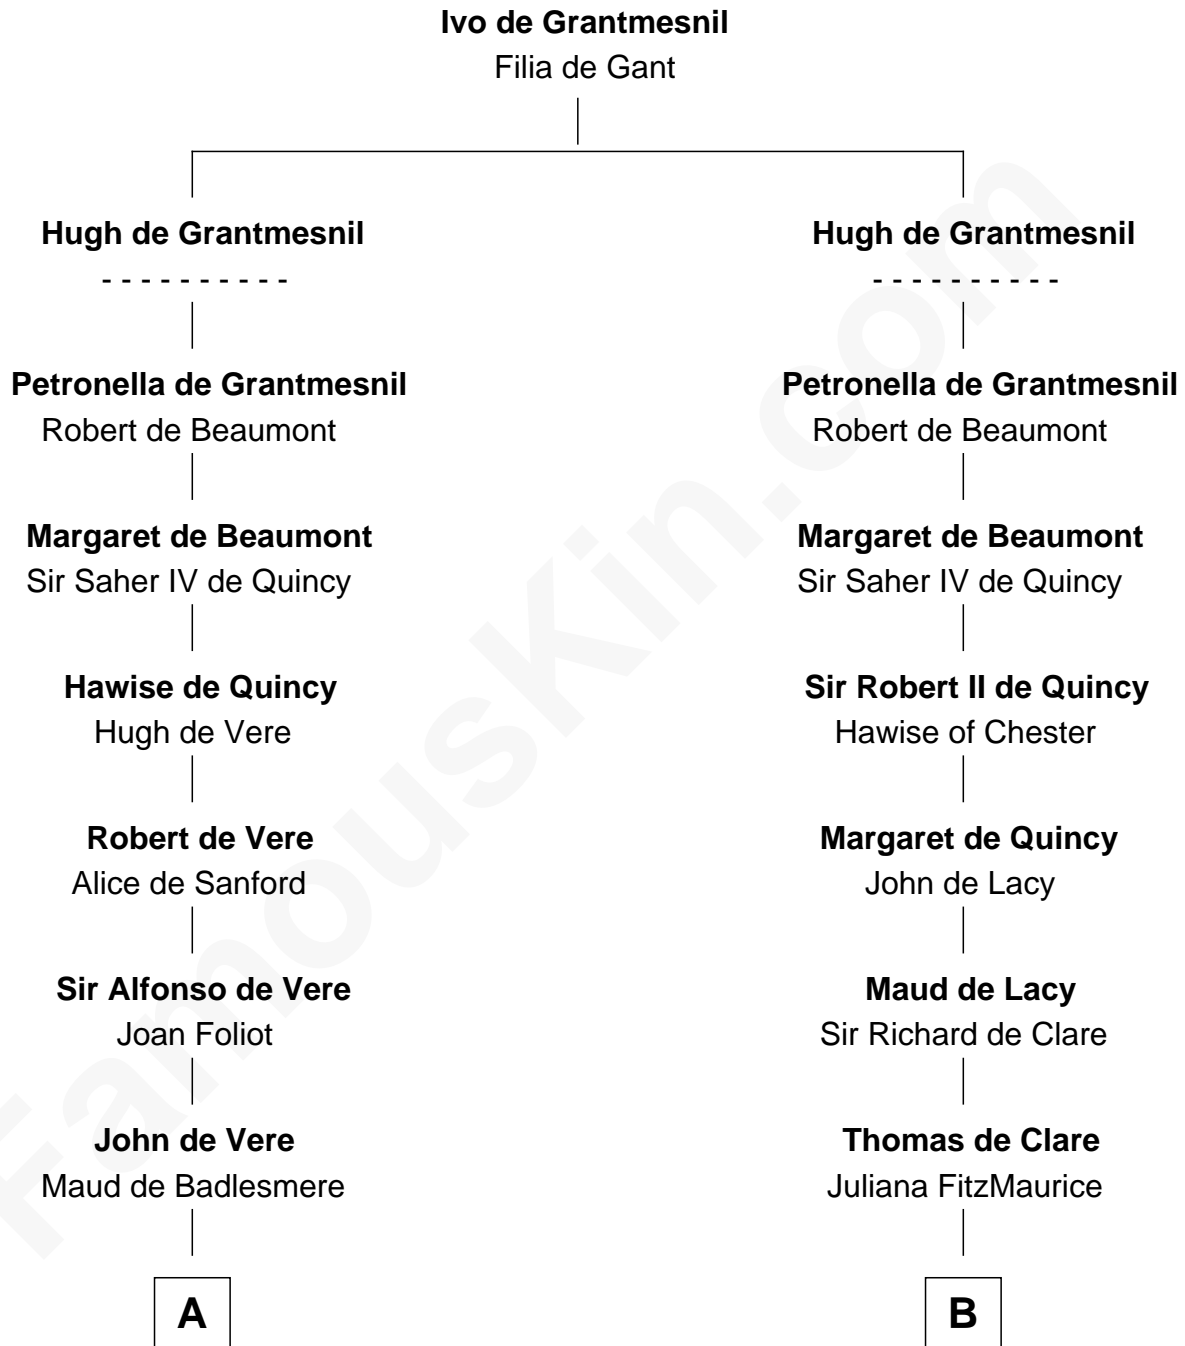 Ivo de Grantmesnil
Filia de Gant
Hugh de Grantmesnil
- - - - - - - - - -
Petronella de Grantmesnil
Robert de Beaumont
Margaret de Beaumont
Sir Saher IV de Quincy
Hawise de Quincy
Hugh de Vere
Robert de Vere
Alice de Sanford
Sir Alfonso de Vere
Joan Foliot
John de Vere
Maud de Badlesmere
A
Hugh de Grantmesnil
- - - - - - - - - -
Petronella de Grantmesnil
Robert de Beaumont
Margaret de Beaumont
Sir Saher IV de Quincy
Sir Robert II de Quincy
Hawise of Chester
Margaret de Quincy
John de Lacy
Maud de Lacy
Sir Richard de Clare
Thomas de Clare
Juliana FitzMaurice
B
FamousKin.com